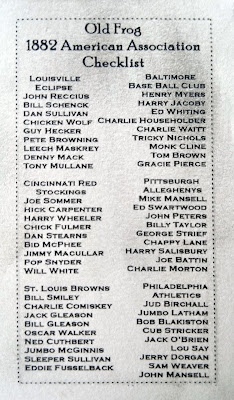 Old Frog
1882 American Association
Checklist
Louisville
Eclipse
John Reccius
Bill Schenck
Dan Sullivan
Chicken Wolf
Guy Hecker
Pete Browning
Leech Maskrey
Denny Mack
Tony Mullane
Cincinnati Red
Stockings
Joe Sommer
Hick Carpenter
Harry Wheeler
Chick Fulmer
Dan Stearns
Bid McPhee
Jimmy Macullar
Pop Snyder
Will White
St. Louis Browns
Bill Smiley
Charlie Comiskey
Jack Gleason
Bill Gleason
Oscar Walker
Ned Cuthbert
Jumbo McGinnis
Sleeper Sullivan
Eddie Fusselback
Baltimore
Base Ball Club
Henry Myers
Harry Jacoby
Ed Whiting
Charlie Householder
Charlie Waitt
Tricky Nichols
Monk Cline
Tom Brown
Gracie Pierce
Pittsburgh
Alleghenys
Mike Mansell
Ed Swartwood
John Peters
Billy Taylor
George Strief
Chappy Lane
Harry Salisbury
Joe Battin
Charlie Morton
Philadelphia
Athletics
Jud Birchall
Jumbo Latham
Bob Blakiston
Cub Stricker
Jack O'Brien
Lou Say
Jerry Dorgan
Sam Weaver
John Mansell